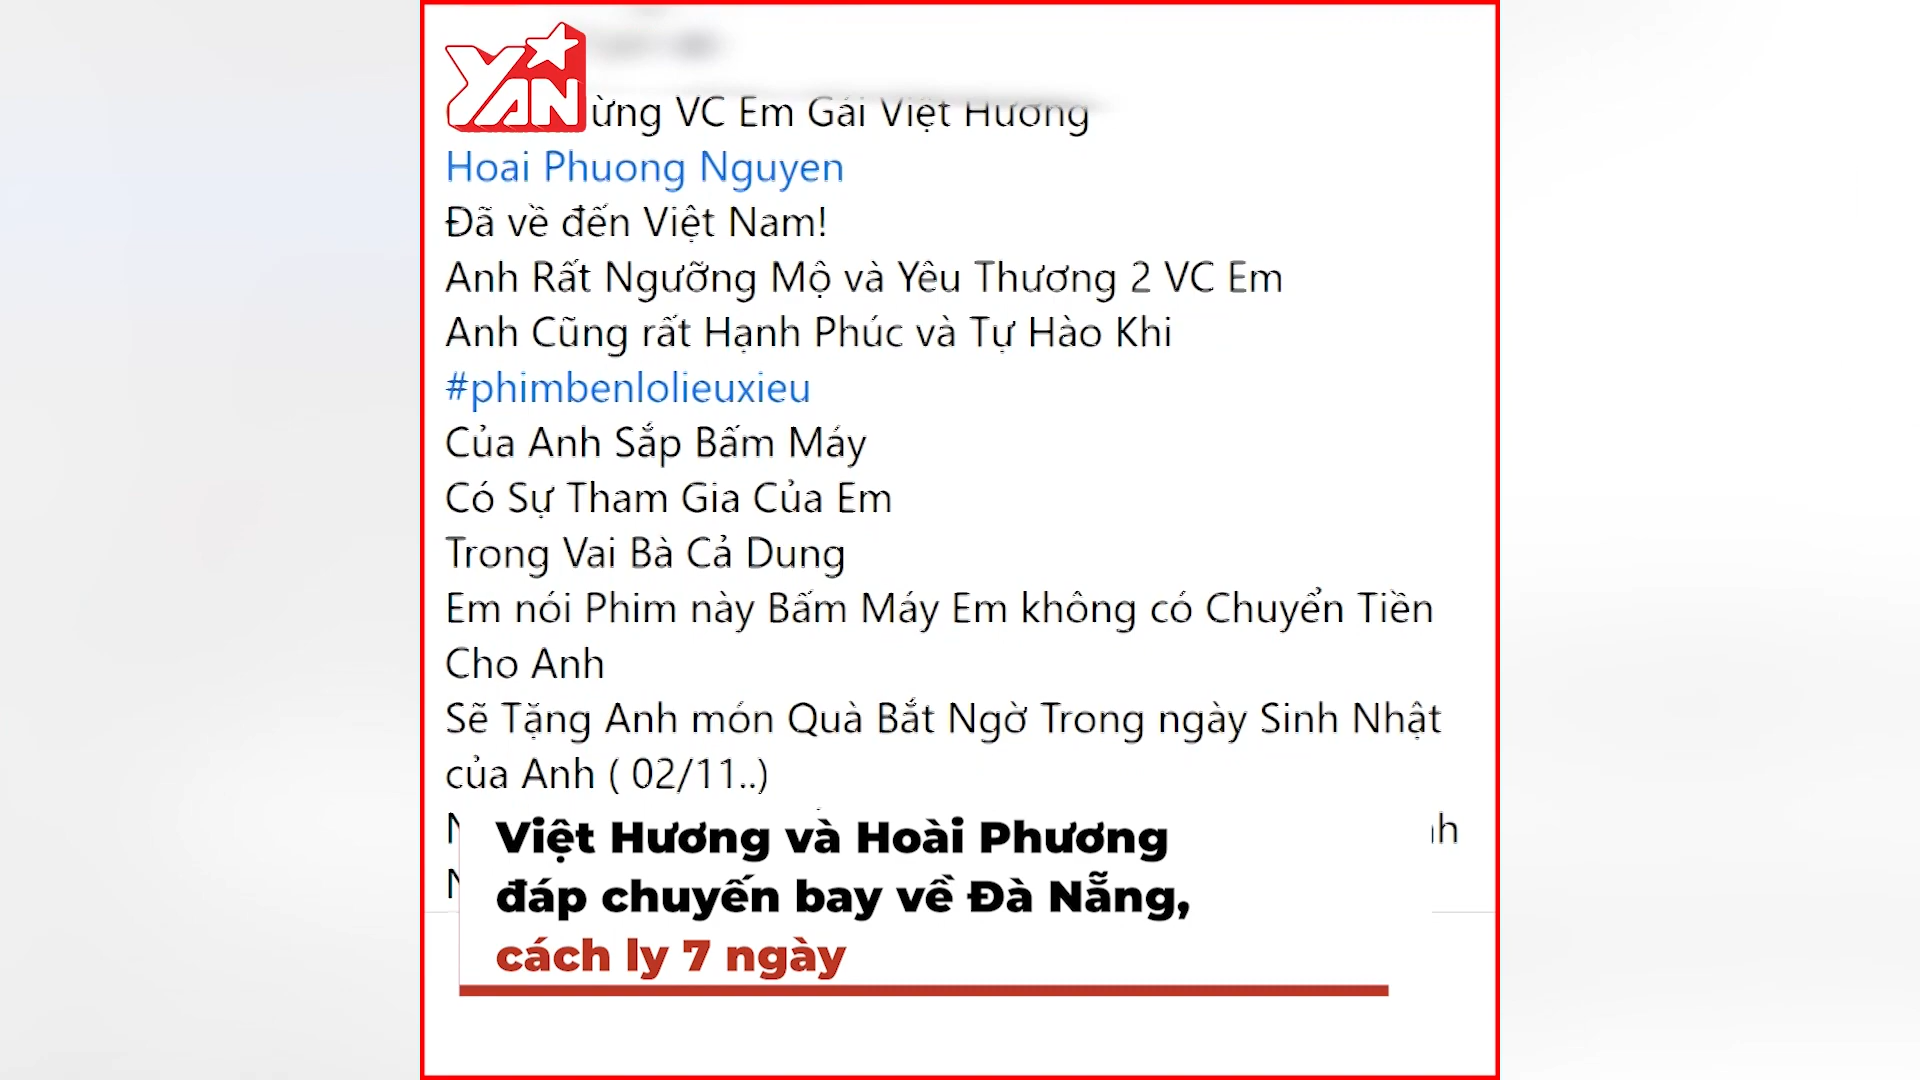 YAN
ừng VC Em Gái Việt Hương
Hoai Phuong Nguyen
Đã về đến Việt Nam!
Anh Rất Ngưỡng Mộ và Yêu Thương 2 VC Em
Anh Cũng rất Hạnh Phúc và Tự Hào Khi
#phimbenlolieuxieu
Của Anh Sắp Bấm Máy
Có Sự Tham Gia Của Em
Trong Vai Bà Cả Dung
Em nói Phim này Bấm Máy Em không có Chuyển Tiền
Cho Anh
Sẽ Tặng Anh món Quà Bắt Ngờ Trong ngày Sinh Nhật
của Anh ( 02/11..)
Việt Hương và Hoài Phương
đáp chuyến bay về Đà Nẵng,
cách ly 7 ngày